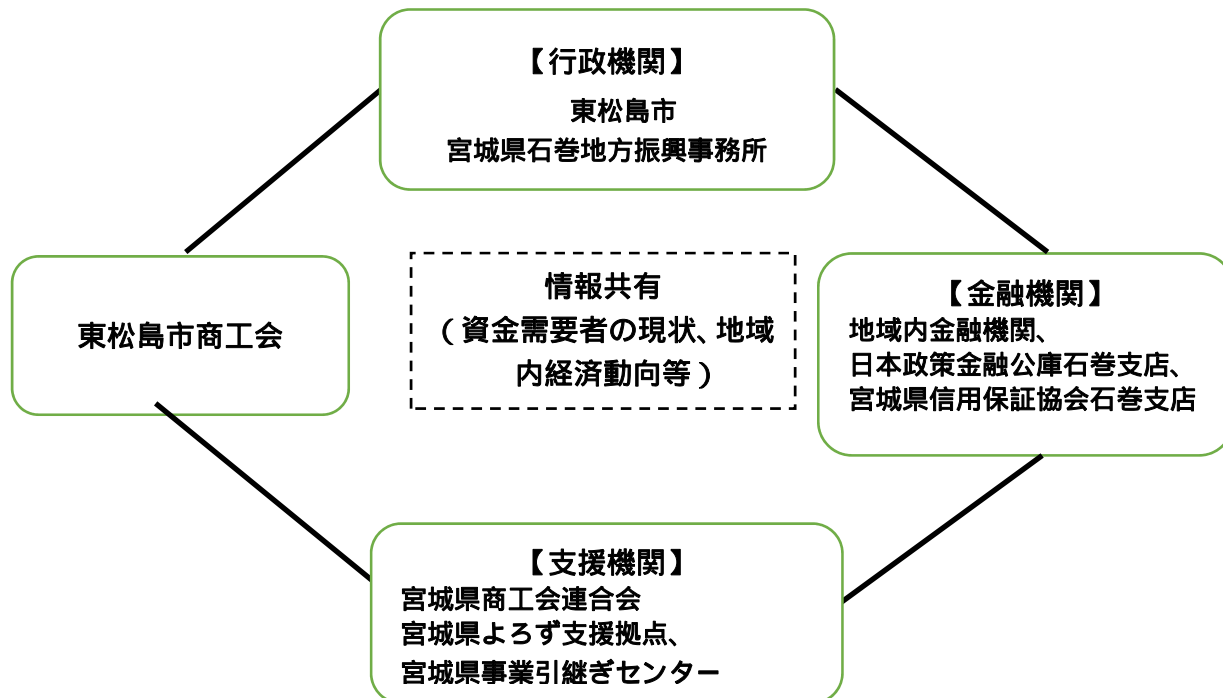 【行政機関】
東松島市
宮城県石巻地方振興事務所
東松島市商工会
情報共有
(資金需要者の現状、地域
内経済動向等)
【金融機関】
地域内金融機関、
日本政策金融公庫石巻支店、
宮城県信用保証協会石巻支店
【支援機関】
宮城県商工会連合会
宮城県よろず支援拠点、
宮城県事業引継ぎセンター